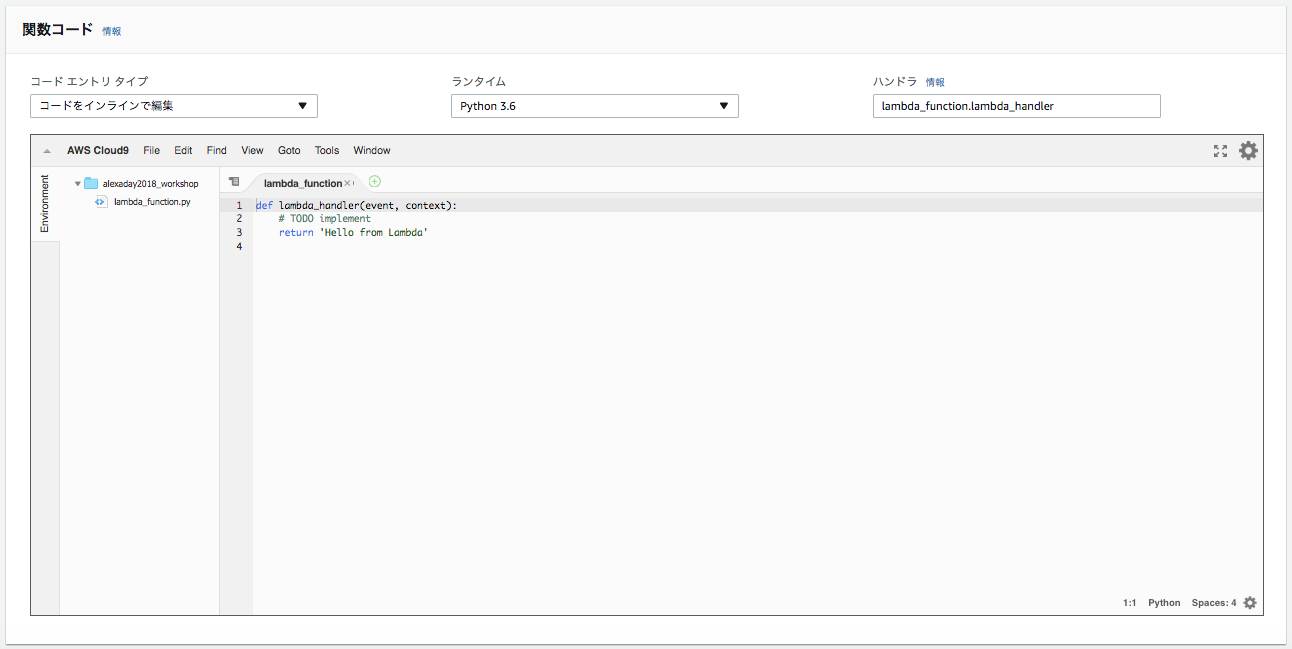 関数コード 情報
コード エントリ タイプ ランタイム ハンドラ 情報
コードをインラインで編集 Python 3.6 lambda_function.lambda_handler
AWS Cloud9 File Edit Find View Goto Tools Window
Environment
alexaday2018_workshop
lambda_function.py
lambda_function
1 def lambda_handler(event, context):
2 # TODO implement
3 return 'Hello from Lambda'
4
1:1 Python Spaces: 4